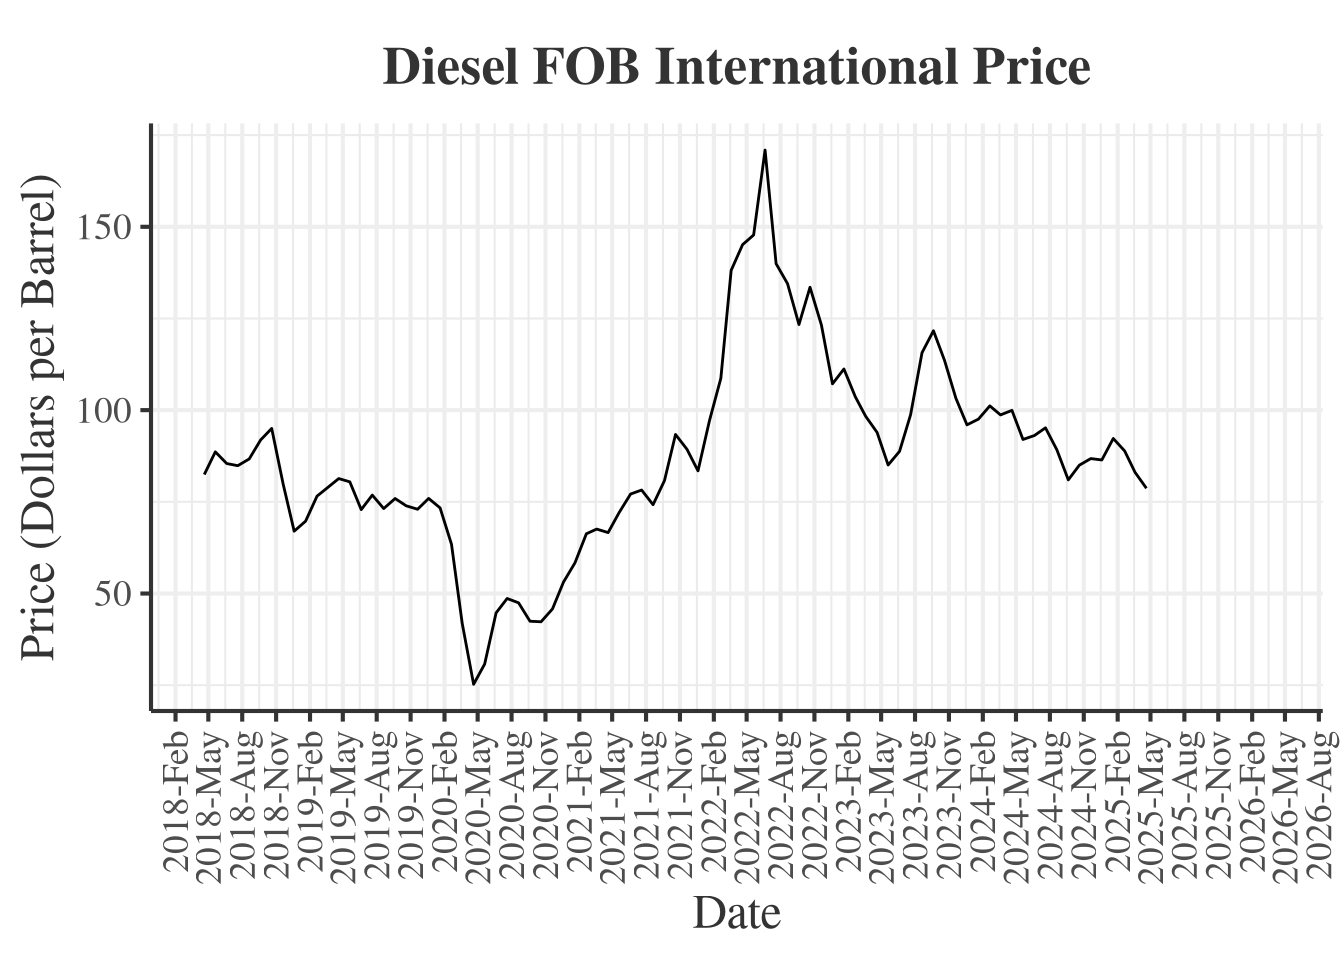 Diesel FOB International Price
Price (Dollars per Barrel)
150
100
50
2018-Feb
2018-May
2018-Aug
2018-Nov
2019-Feb
2019-May
2019-Aug
2019-Nov
2020-Feb
2020-May
2020-Aug
2020-Nov
2021-Feb
2021-May
2021-Aug
2021-Nov
2022-Feb
2022-May
2022-Aug
2022-Nov
2023-Feb
2023-May
2023-Aug
2023-Nov
2024-Feb
2024-May
2024-Aug
2024-Nov
2025-Feb
2025-May
2025-Aug
2025-Nov
2026-Feb
2026-May
2026-Aug
Date